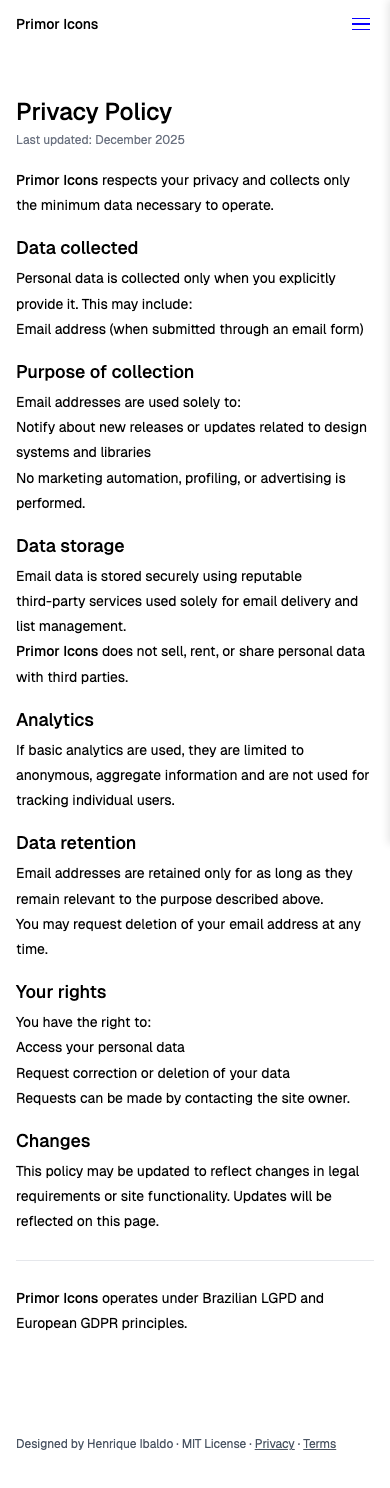 Primor Icons
Privacy Policy
Last updated: December 2025
Primor Icons respects your privacy and collects only
the minimum data necessary to operate.
Data collected
Personal data is collected only when you explicitly
provide it. This may include:
Email address (when submitted through an email form)
Purpose of collection
Email addresses are used solely to:
Notify about new releases or updates related to design
systems and libraries
No marketing automation, profiling, or advertising is
performed.
Data storage
Email data is stored securely using reputable
third-party services used solely for email delivery and
list management.
Primor Icons does not sell, rent, or share personal data
with third parties.
Analytics
If basic analytics are used, they are limited to
anonymous, aggregate information and are not used for
tracking individual users.
Data retention
Email addresses are retained only for as long as they
remain relevant to the purpose described above.
You may request deletion of your email address at any
time.
Your rights
You have the right to:
Access your personal data
Request correction or deletion of your data
Requests can be made by contacting the site owner.
Changes
This policy may be updated to reflect changes in legal
requirements or site functionality. Updates will be
reflected on this page.
Primor Icons operates under Brazilian LGPD and
European GDPR principles.
Designed by Henrique Ibaldo · MIT License · Privacy · Terms